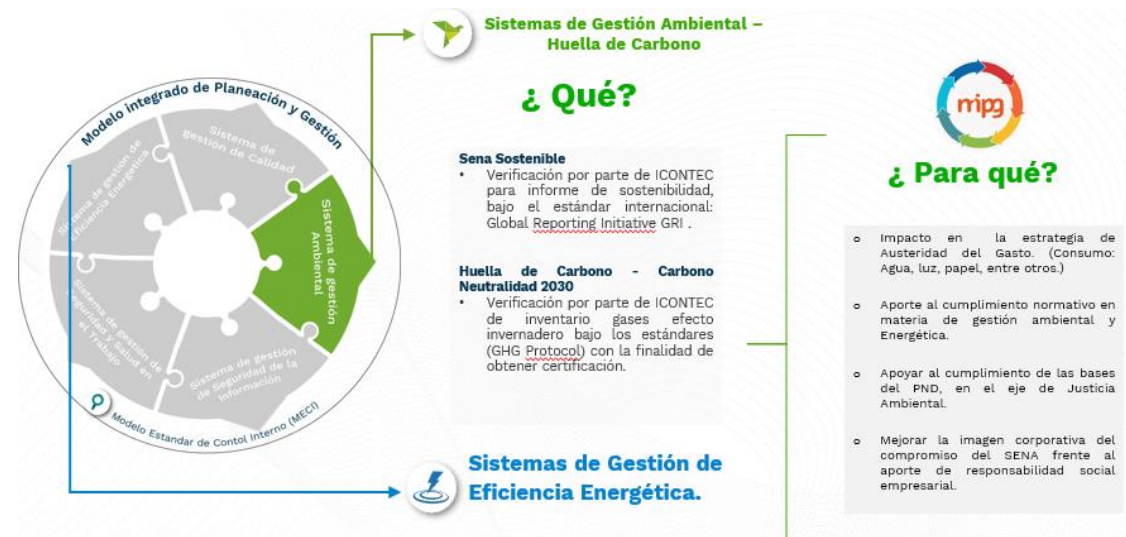 Sistemas de Gestión Ambiental –
Huella de Carbono
¿ Qué?
Modelo integrado de Planeación y Gestión
Sistema de
gestión de Calidad
Sistema de gestión de
Eficiencia Energética
Sistema de gestión
Ambiental
Sistema de gestión de
Seguridad y Salud en
el Trabajo
Sistema de gestión
de Seguridad de la
Información
Modelo Estandar de Contol Interno (MECI)
Sena Sostenible
• Verificación por parte de ICONTEC
para informe de sostenibilidad,
bajo el estándar internacional:
Global Reporting Initiative GRI .
Huella de Carbono - Carbono
Neutralidad 2030
• Verificación por parte de ICONTEC
de inventario gases efecto
invernadero bajo los estándares
(GHG Protocol) con la finalidad de
obtener certificación.
Sistemas de Gestión de
Eficiencia Energética.
mipg
¿ Para qué?
o Impacto en la estrategia de
Austeridad del Gasto. (Consumo:
Agua, luz, papel, entre otros.)
o Aporte al cumplimiento normativo en
materia de gestión ambiental y
Energética.
o Apoyar al cumplimiento de las bases
del PND, en el eje de Justicia
Ambiental.
o Mejorar la imagen corporativa del
compromiso del SENA frente al
aporte de responsabilidad social
empresarial.